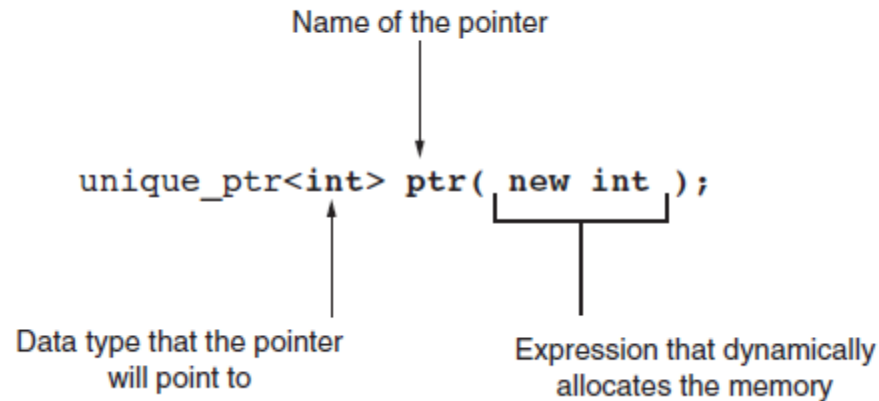 Name of the pointer
unique_ptr<int> ptr( new int );
Data type that the pointer
will point to
Expression that dynamically
allocates the memory